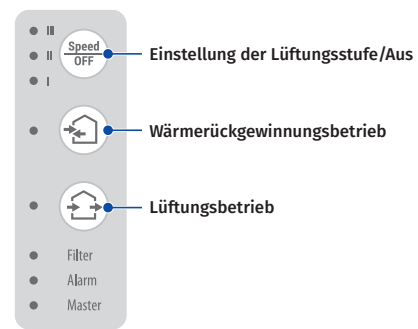 III
Speed
OFF
Einstellung der Lüftungsstufe/Aus
II
I
Wärmerückgewinnungsbetrieb
Lüftungsbetrieb
Filter
Alarm
Master